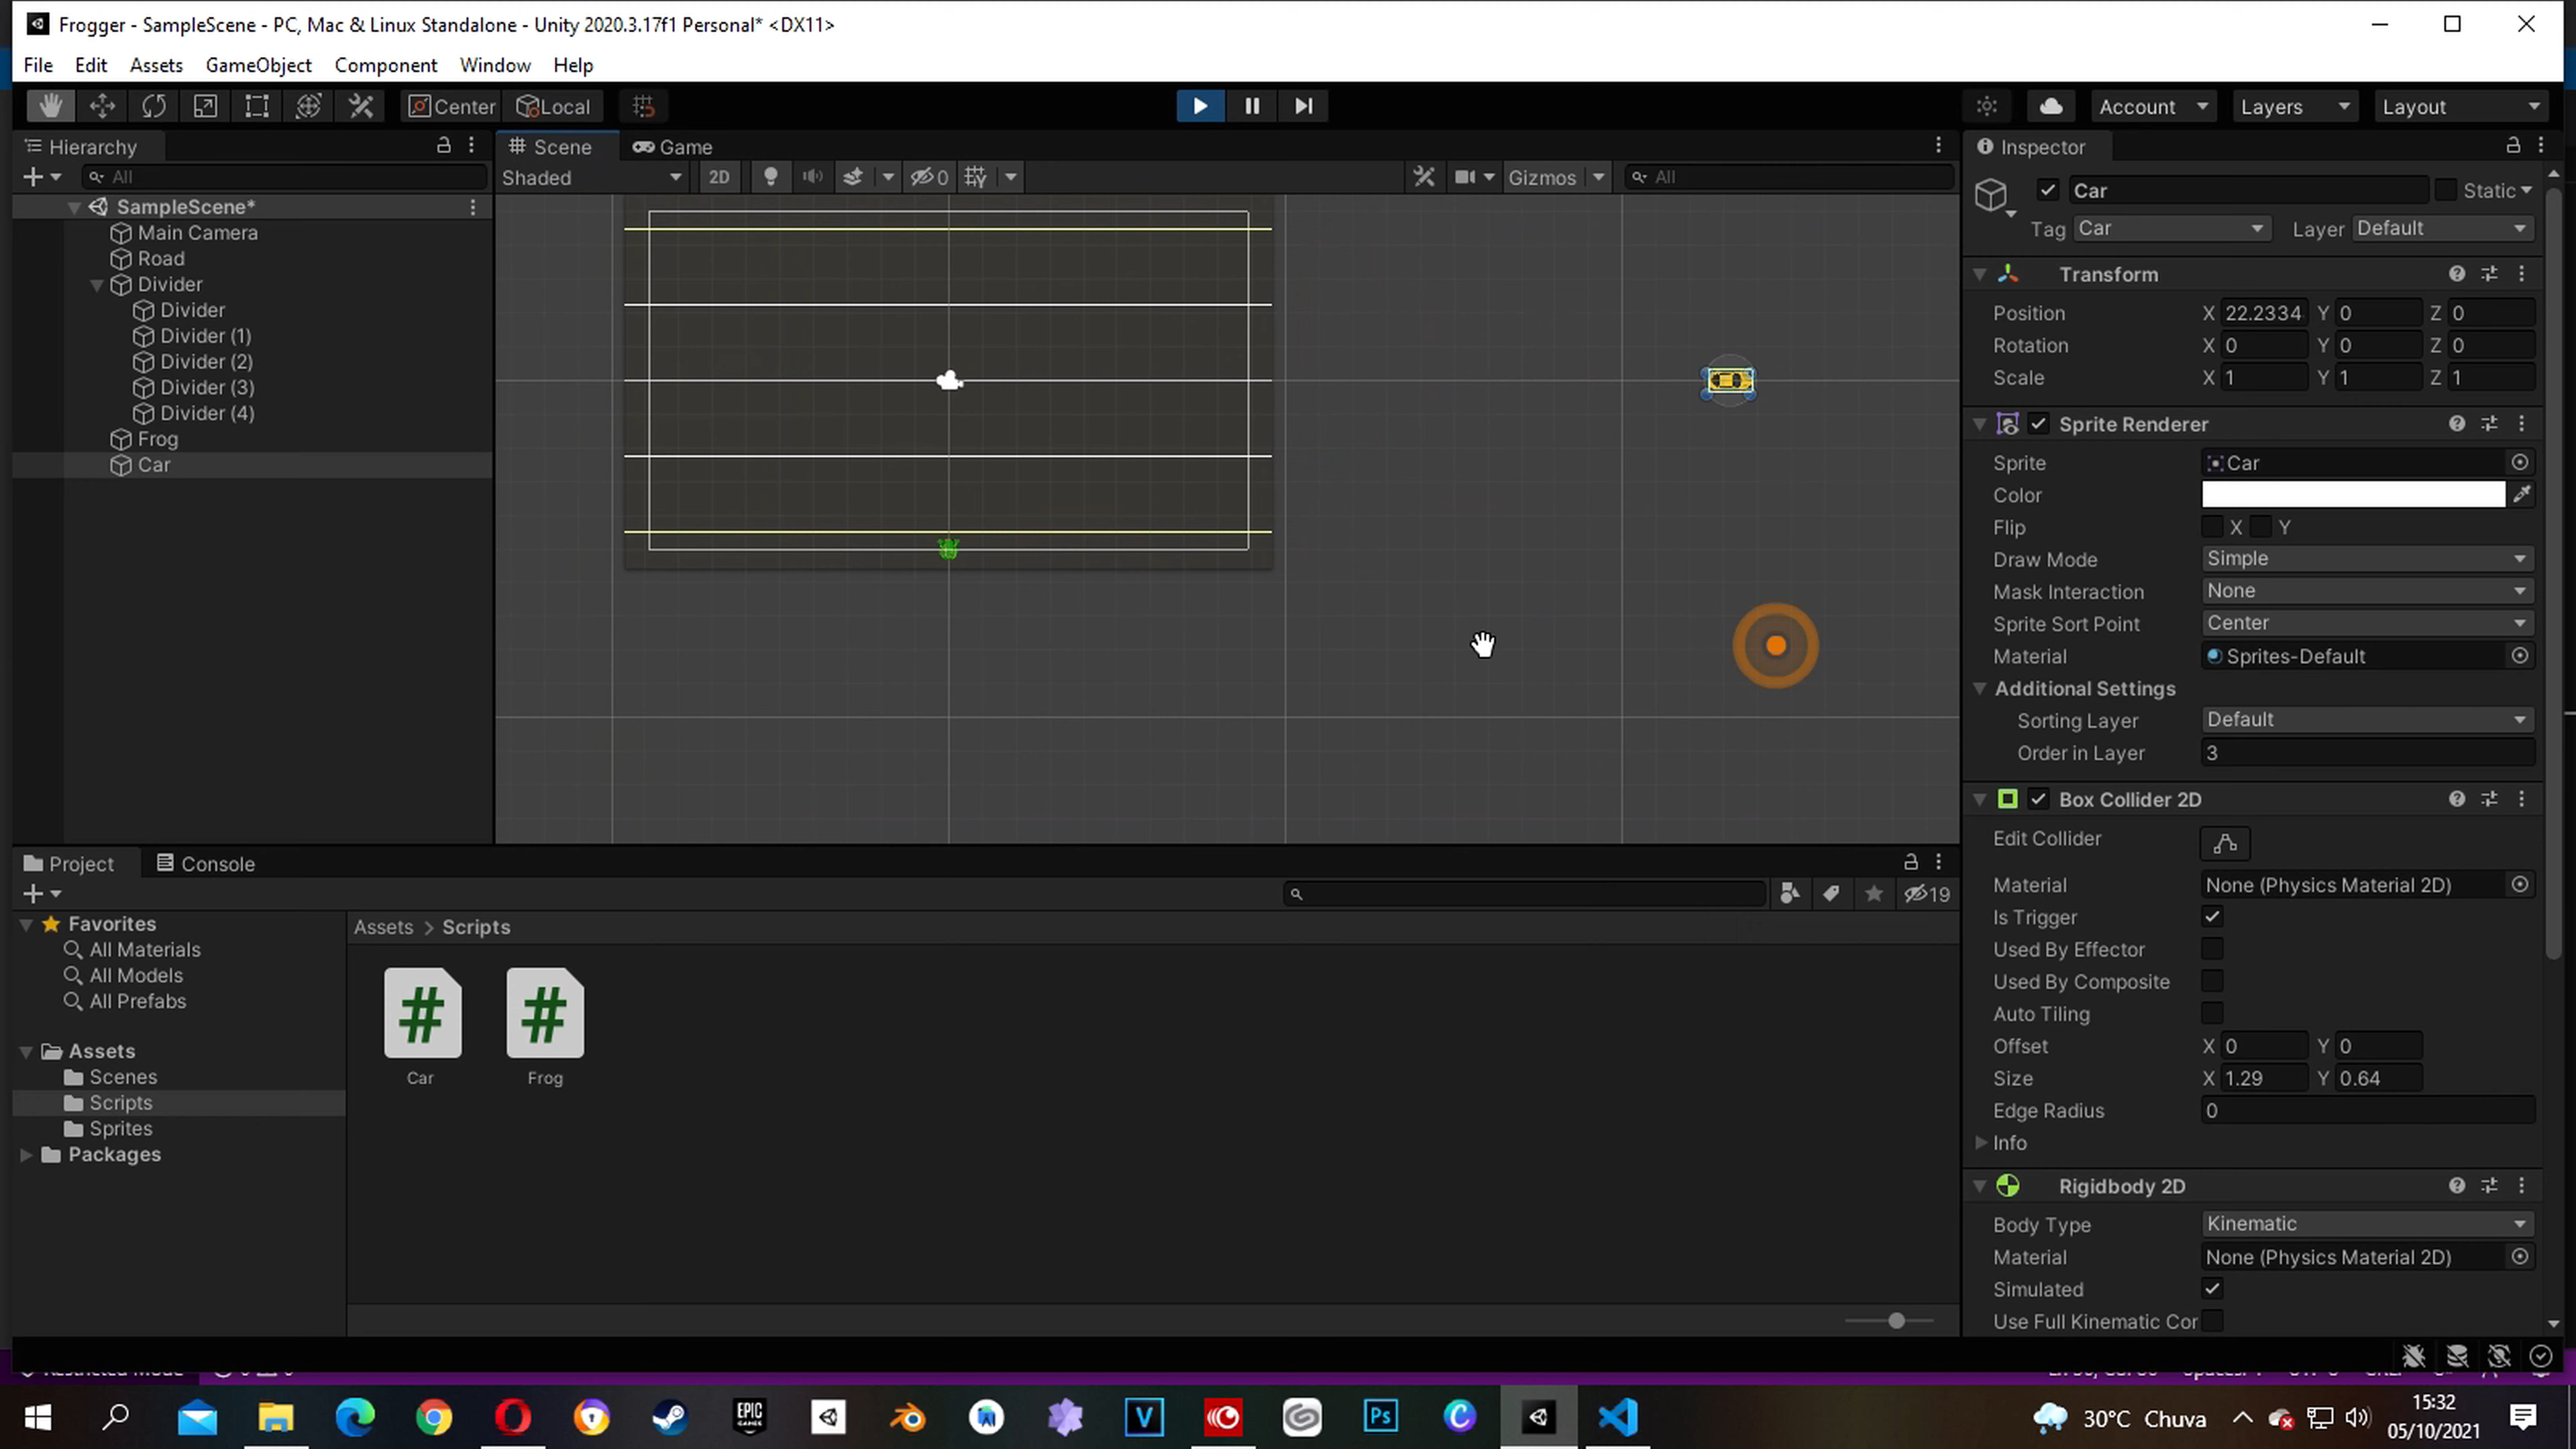 Frogger - SampleScene - PC, Mac & Linux Standalone - Unity 2020.3.17f1 Personal* <DX11>
File Edit Assets GameObject Component Window Help
Center Local Account Layers Layout
Hierarchy
All
SampleScene*
Main Camera
Road
Divider
Divider
Divider (1)
Divider (2)
Divider (3)
Divider (4)
Frog
Car
Scene Game
Shaded 2D 0 Gizmos All
Inspector
Car Static
Tag Car Layer Default
Transform
Position X 22.2334 Y 0 Z 0
Rotation X 0 Y 0 Z 0
Scale X 1 Y 1 Z 1
Sprite Renderer
Sprite Car
Color
Flip X Y
Draw Mode Simple
Mask Interaction None
Sprite Sort Point Center
Material Sprites-Default
Additional Settings
Sorting Layer Default
Order in Layer 3
Box Collider 2D
Edit Collider
Material None (Physics Material 2D)
Is Trigger
Used By Effector
Used By Composite
Auto Tiling
Offset X 0 Y 0
Size X 1.29 Y 0.64
Edge Radius 0
Info
Rigidbody 2D
Body Type Kinematic
Material None (Physics Material 2D)
Simulated
Use Full Kinematic Cor
Project Console
19
Favorites
All Materials
All Models
All Prefabs
Assets
Scenes
Scripts
Sprites
Packages
Assets > Scripts
Car Frog
EPIC GAMES
V
Ps
30°C Chuva
15:32
05/10/2021